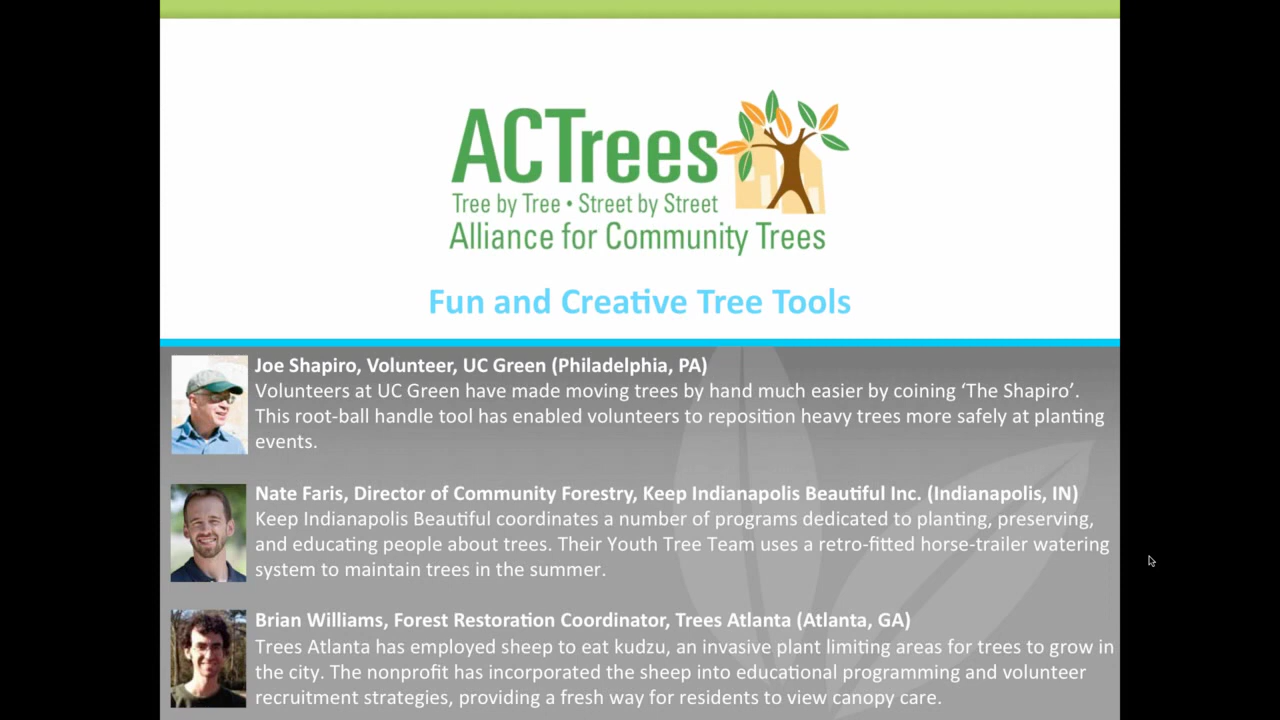 ACTrees
Tree by Tree • Street by Street
Alliance for Community Trees
Fun and Creative Tree Tools
Joe Shapiro, Volunteer, UC Green (Philadelphia, PA)
Volunteers at UC Green have made moving trees by hand much easier by coining ‘The Shapiro’.
This root-ball handle tool has enabled volunteers to reposition heavy trees more safely at planting
events.
Nate Faris, Director of Community Forestry, Keep Indianapolis Beautiful Inc. (Indianapolis, IN)
Keep Indianapolis Beautiful coordinates a number of programs dedicated to planting, preserving,
and educating people about trees. Their Youth Tree Team uses a retro-fitted horse-trailer watering
system to maintain trees in the summer.
Brian Williams, Forest Restoration Coordinator, Trees Atlanta (Atlanta, GA)
Trees Atlanta has employed sheep to eat kudzu, an invasive plant limiting areas for trees to grow in
the city. The nonprofit has incorporated the sheep into educational programming and volunteer
recruitment strategies, providing a fresh way for residents to view canopy care.